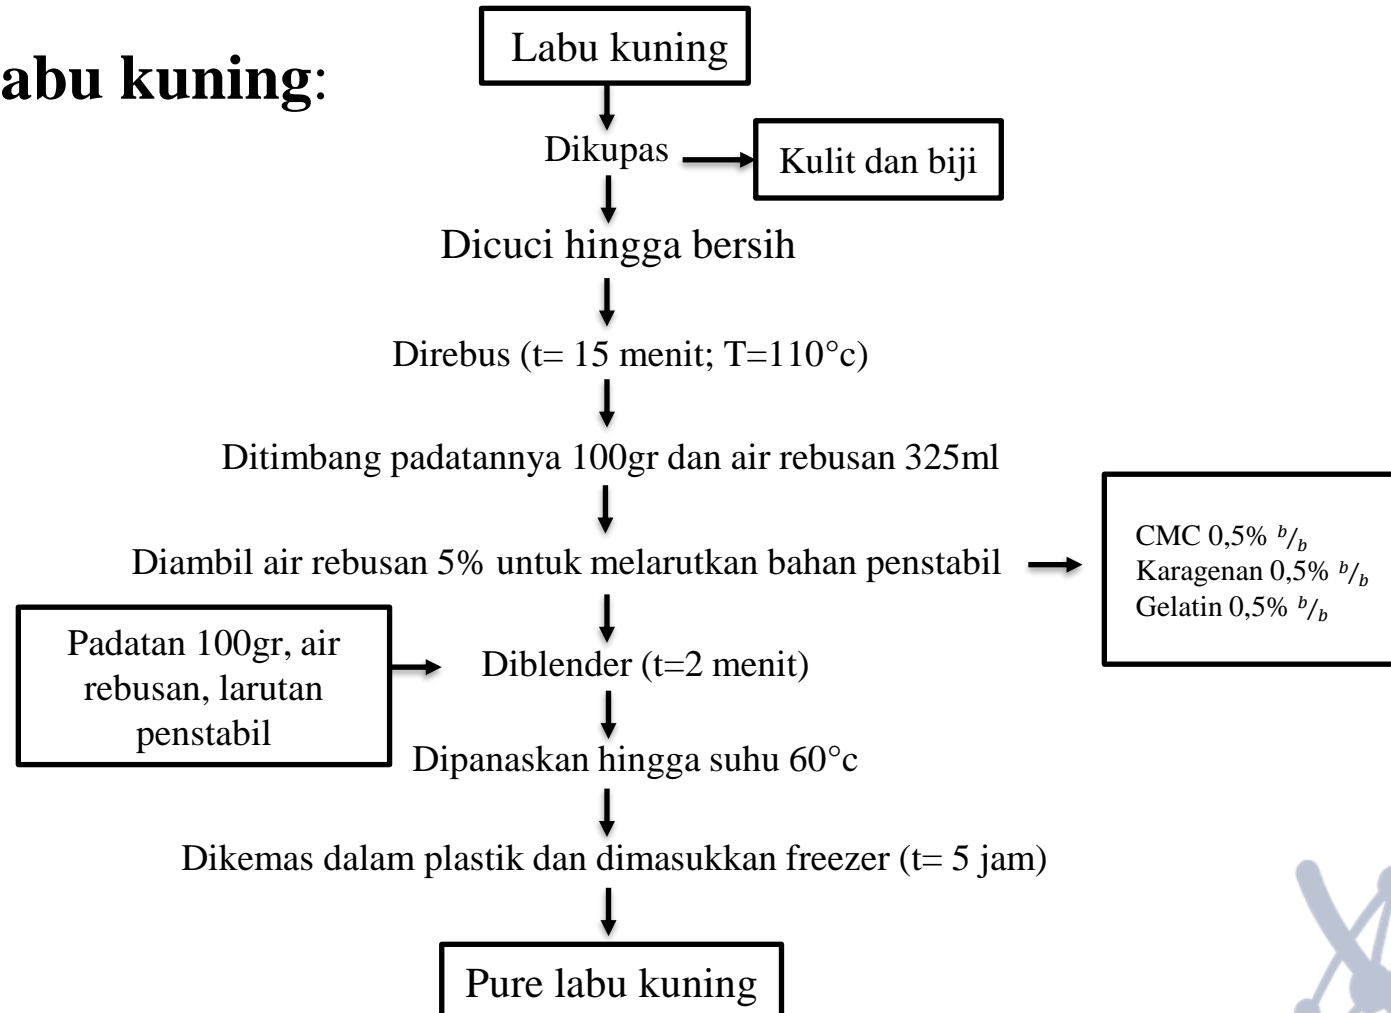 abu kuning:
Labu kuning
Dikupas
Kulit dan biji
Dicuci hingga bersih
Direbus (t= 15 menit; T=110°c)
Ditimbang padatannya 100gr dan air rebusan 325ml
Diambil air rebusan 5% untuk melarutkan bahan penstabil
CMC 0,5% b/b
Karagenan 0,5% b/b
Gelatin 0,5% b/b
Padatan 100gr, air
rebusan, larutan
penstabil
Diblender (t=2 menit)
Dipanaskan hingga suhu 60°c
Dikemas dalam plastik dan dimasukkan freezer (t= 5 jam)
Pure labu kuning